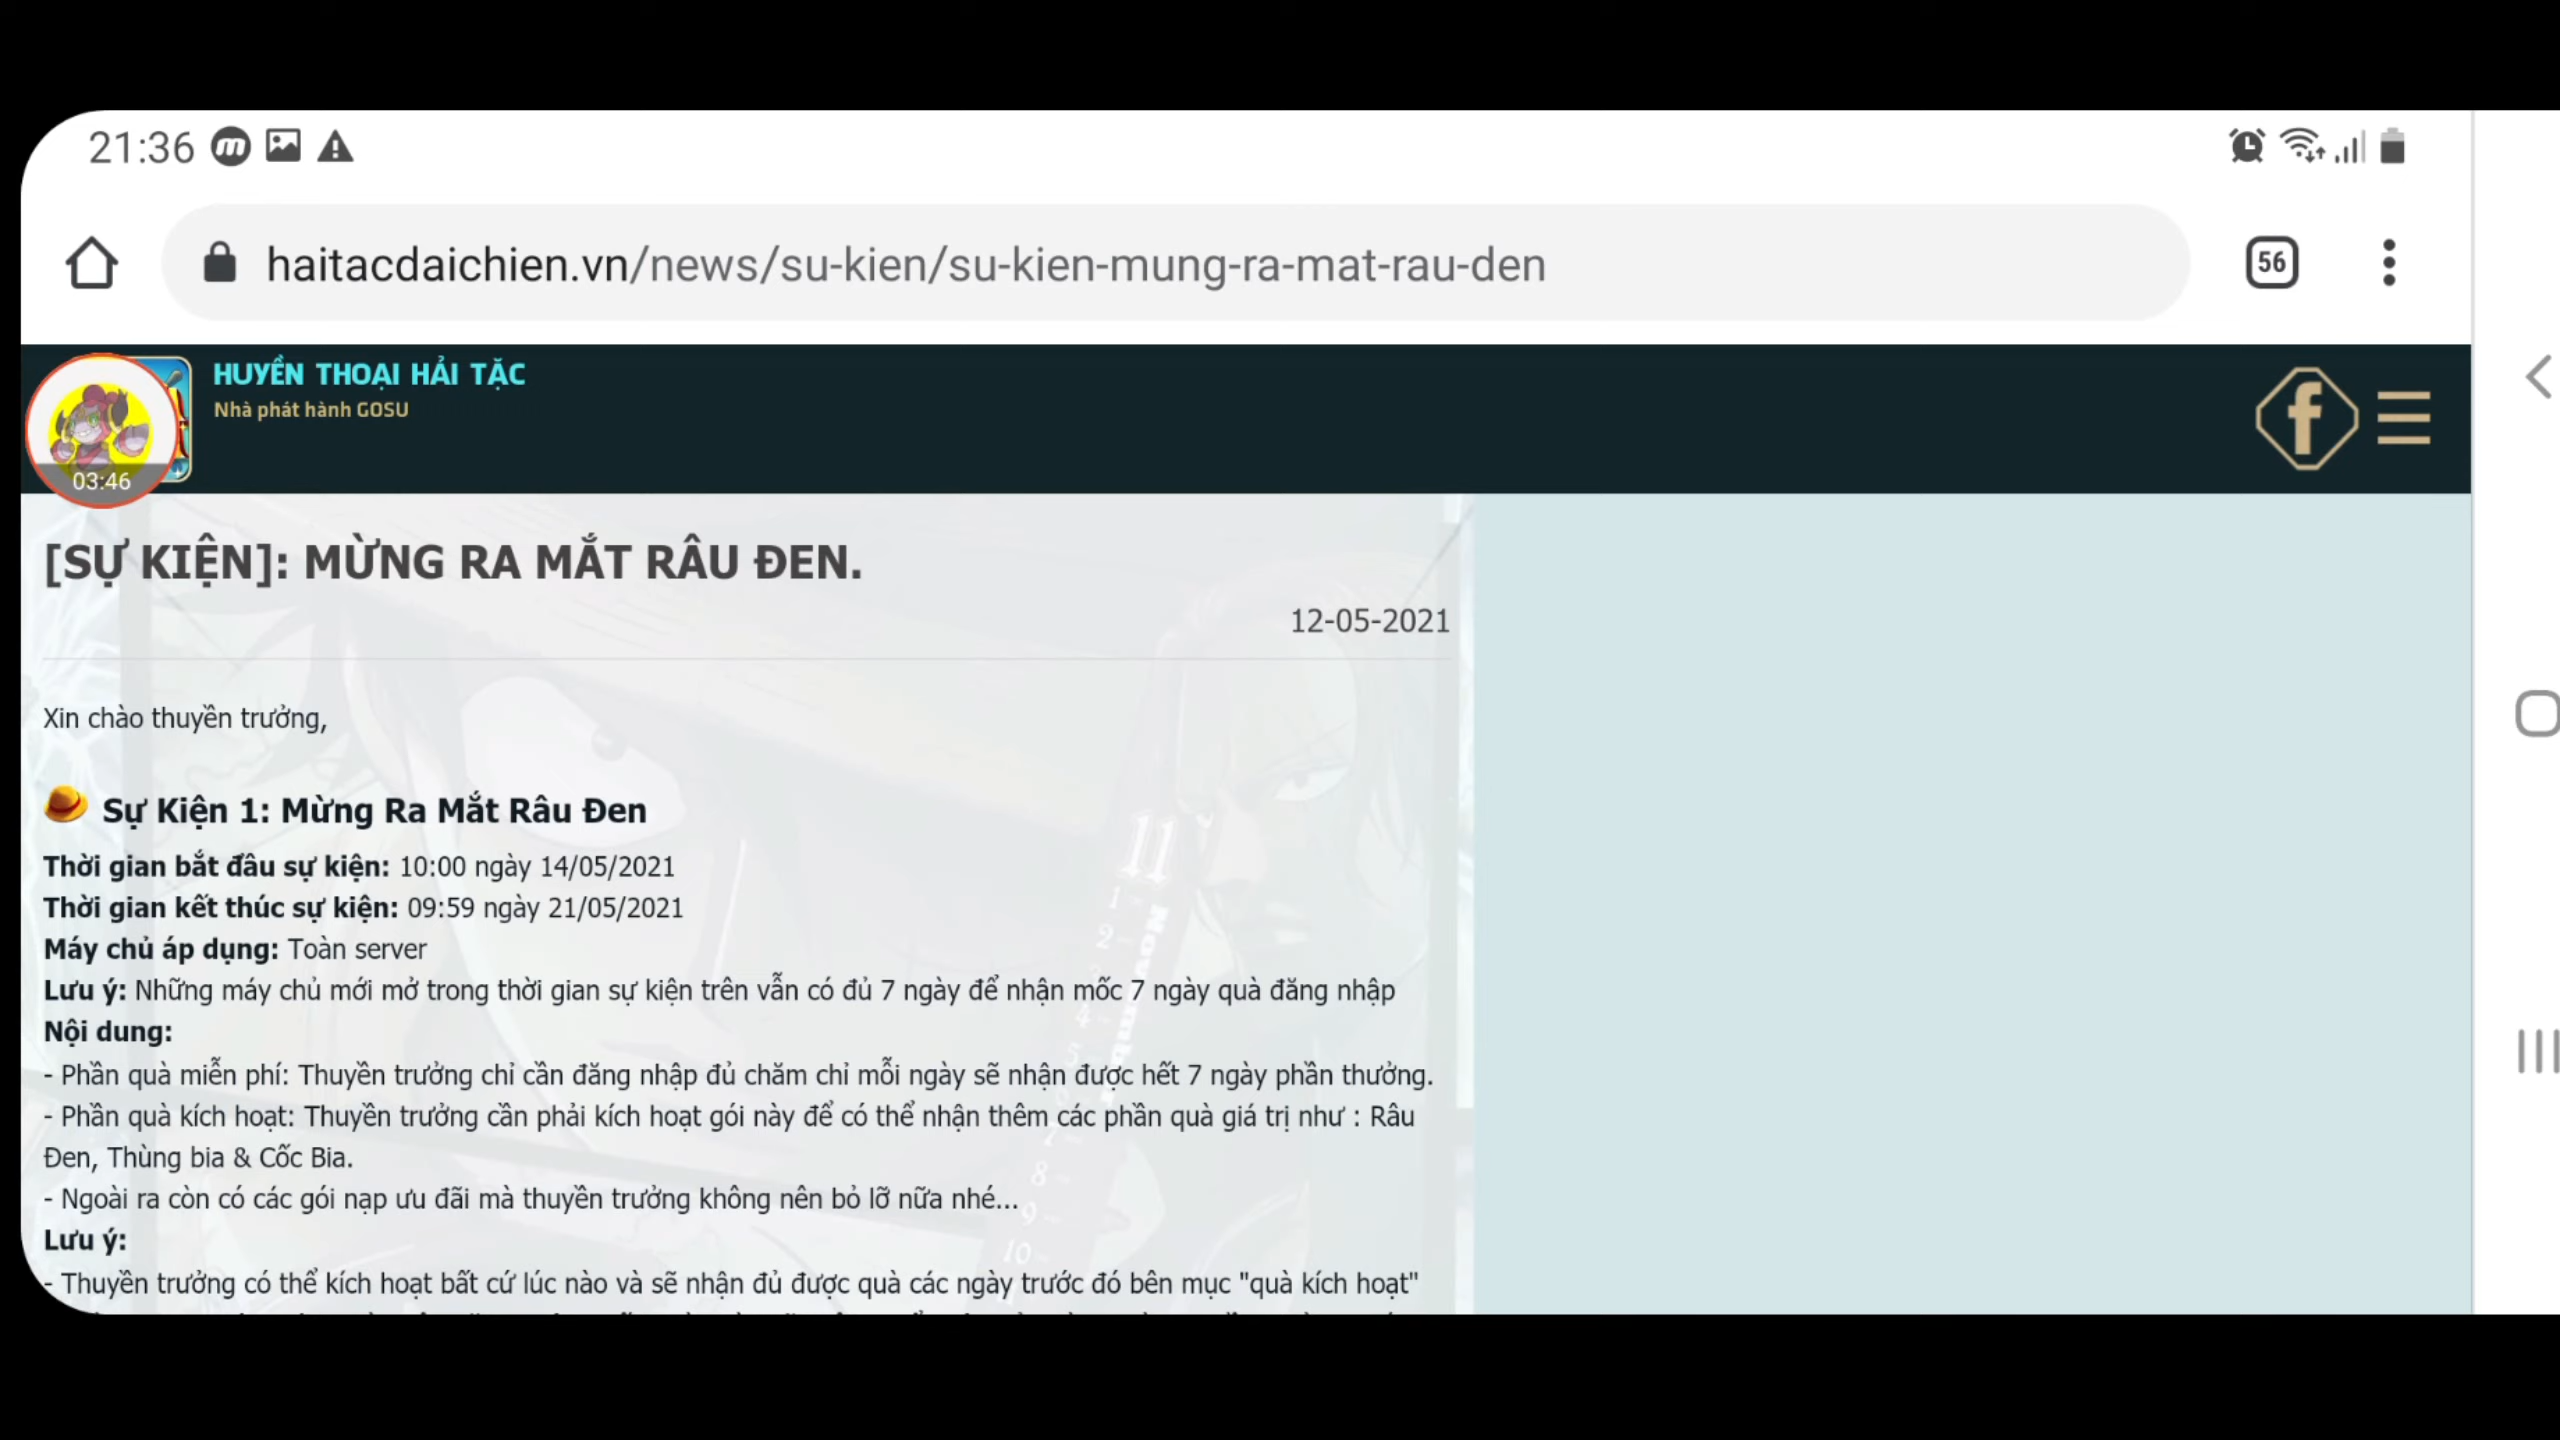 21:36
haitacdaichien.vn/news/su-kien/su-kien-mung-ra-mat-rau-den
56
HUYỀN THOẠI HẢI TẶC
Nhà phát hành GOSU
03:46
[SỰ KIỆN]: MỪNG RA MẮT RÂU ĐEN.
12-05-2021
Xin chào thuyền trưởng,
Sự Kiện 1: Mừng Ra Mắt Râu Đen
Thời gian bắt đầu sự kiện: 10:00 ngày 14/05/2021
Thời gian kết thúc sự kiện: 09:59 ngày 21/05/2021
Máy chủ áp dụng: Toàn server
Lưu ý: Những máy chủ mới mở trong thời gian sự kiện trên vẫn có đủ 7 ngày để nhận mốc 7 ngày quà đăng nhập
Nội dung:
- Phần quà miễn phí: Thuyền trưởng chỉ cần đăng nhập đủ chăm chỉ mỗi ngày sẽ nhận được hết 7 ngày phần thưởng.
- Phần quà kích hoạt: Thuyền trưởng cần phải kích hoạt gói này để có thể nhận thêm các phần quà giá trị như : Râu
Đen, Thùng bia & Cốc Bia.
- Ngoài ra còn có các gói nạp ưu đãi mà thuyền trưởng không nên bỏ lỡ nữa nhé...
Lưu ý:
- Thuyền trưởng có thể kích hoạt bất cứ lúc nào và sẽ nhận đủ được quà các ngày trước đó bên mục "quà kích hoạt"